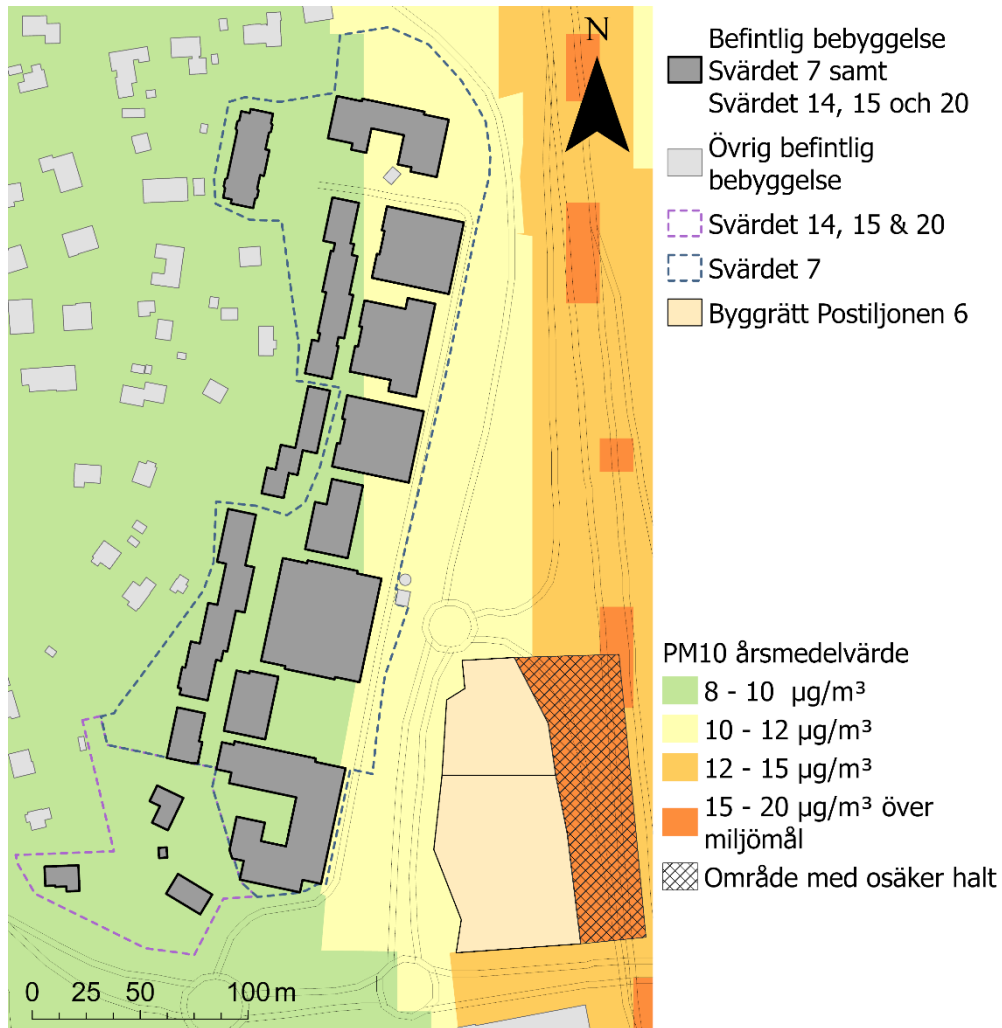 N
Befintlig bebyggelse
Svärdet 7 samt
Svärdet 14, 15 och 20
Övrig befintlig
bebyggelse
Svärdet 14, 15 & 20
Svärdet 7
Byggrätt Postiljonen 6
PM10 årsmedelvärde
8 - 10 µg/m³
10 - 12 µg/m³
12 - 15 µg/m³
15 - 20 µg/m³ över
miljömål
Område med osäker halt
0 25 50 100 m